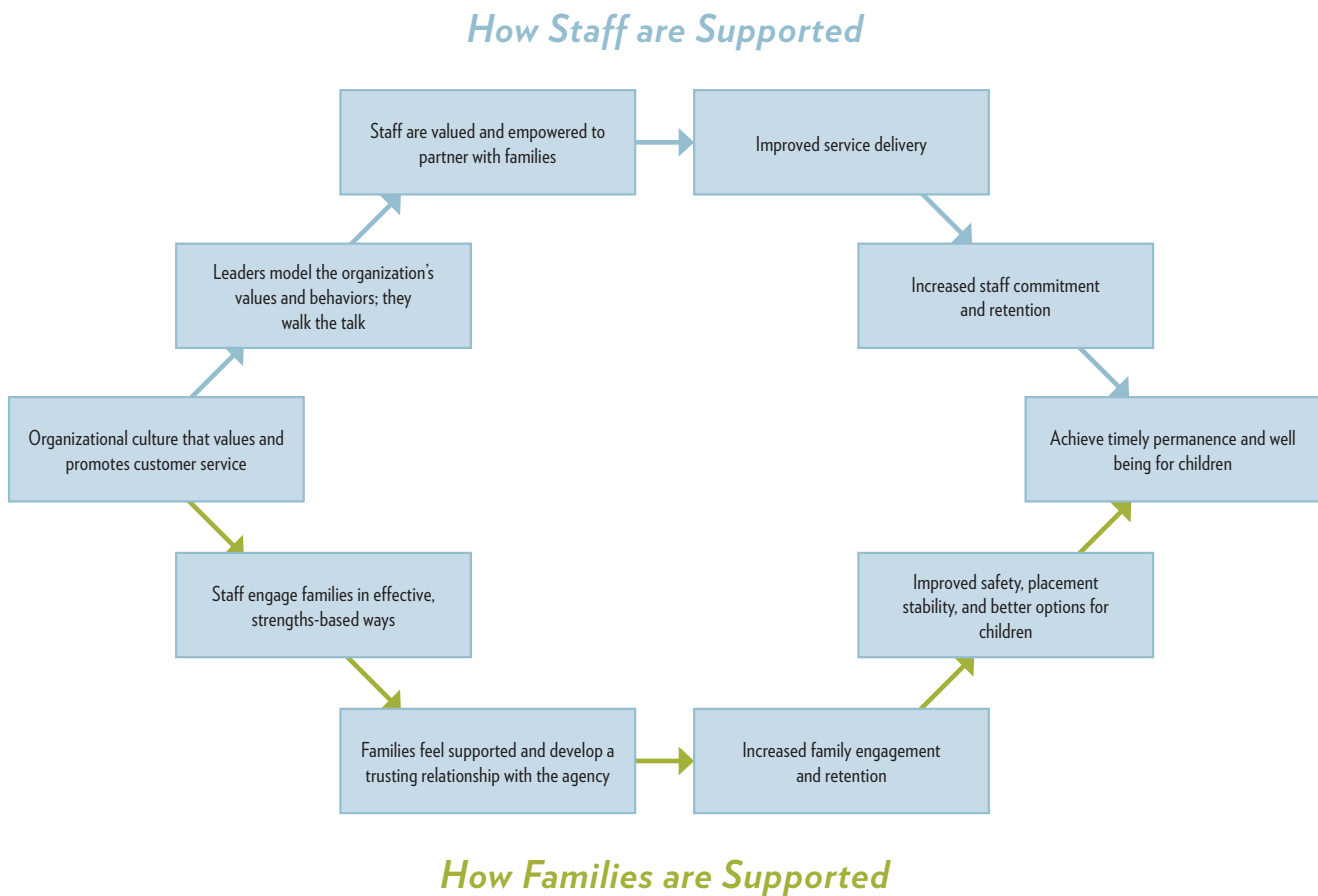 How Staff are Supported
Staff are valued and empowered to
partner with families
Improved service delivery
Leaders model the organization’s
values and behaviors; they
walk the talk
Increased staff commitment
and retention
Organizational culture that values and
promotes customer service
Achieve timely permanence and well
being for children
Staff engage families in effective,
strengths-based ways
Improved safety, placement
stability, and better options for
children
Families feel supported and develop a
trusting relationship with the agency
Increased family engagement
and retention
How Families are Supported